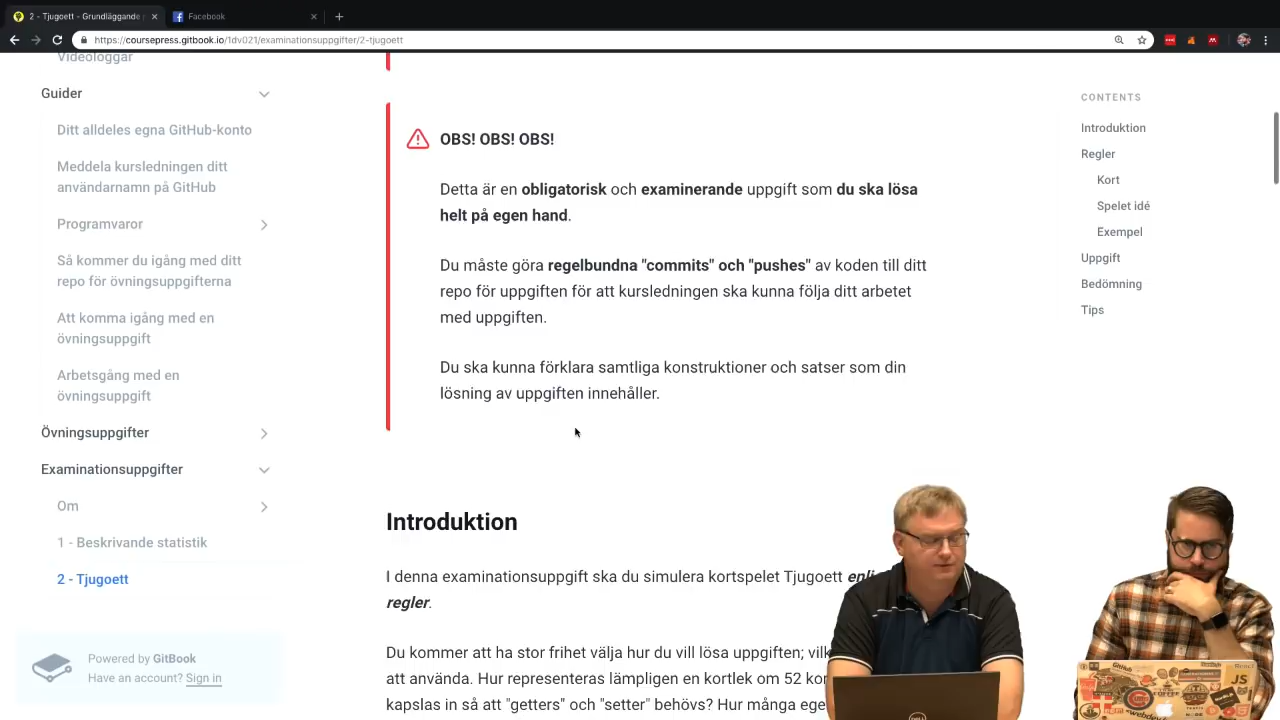 2 - Tjugoett - Grundläggande
Facebook
https://coursepress.gitbook.io/1dv021/examinationsuppgifter/2-tjugoett
Videologgar
Guider
Ditt alldeles egna GitHub-konto
Meddela kursledningen ditt
användarnamn på GitHub
Programvaror
Så kommer du igång med ditt
repo för övningsuppgifterna
Att komma igång med en
övningsuppgift
Arbetsgång med en
övningsuppgift
Övningsuppgifter
Examinationsuppgifter
Om
1 - Beskrivande statistik
2 - Tjugoett
Powered by GitBook
Have an account? Sign in
OBS! OBS! OBS!
Detta är en obligatorisk och examinerande uppgift som du ska lösa
helt på egen hand.
Du måste göra regelbundna "commits" och "pushes" av koden till ditt
repo för uppgiften för att kursledningen ska kunna följa ditt arbetet
med uppgiften.
Du ska kunna förklara samtliga konstruktioner och satser som din
lösning av uppgiften innehåller.
Introduktion
I denna examinationsuppgift ska du simulera kortspelet Tjugoett
regler.
Du kommer att ha stor frihet välja hur du vill lösa uppgiften;
att använda. Hur representeras lämpligen en kortlek om 52
kapslas in så att "getters" och "setter" behövs? Hur många
CONTENTS
Introduktion
Regler
Kort
Spelet idé
Exempel
Uppgift
Bedömning
Tips
DELL
GitHub
JS